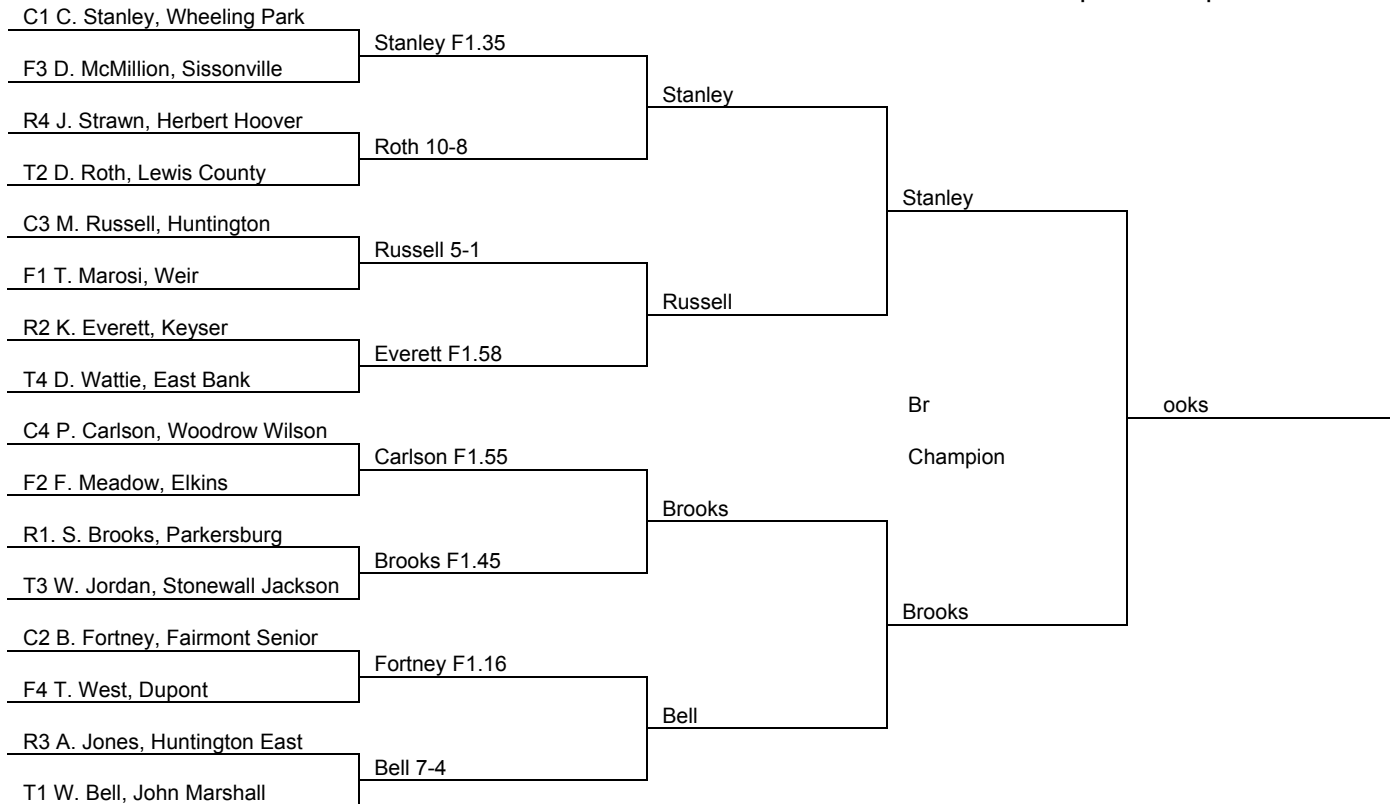 C1 C. Stanley, Wheeling Park
Stanley F1.35
F3 D. McMillion, Sissonville
Stanley
R4 J. Strawn, Herbert Hoover
Roth 10-8
T2 D. Roth, Lewis County
Stanley
C3 M. Russell, Huntington
Russell 5-1
F1 T. Marosi, Weir
Russell
R2 K. Everett, Keyser
Everett F1.58
T4 D. Wattie, East Bank
Br ooks
C4 P. Carlson, Woodrow Wilson
Carlson F1.55
Champion
F2 F. Meadow, Elkins
Brooks
R1. S. Brooks, Parkersburg
Brooks F1.45
T3 W. Jordan, Stonewall Jackson
Brooks
C2 B. Fortney, Fairmont Senior
Fortney F1.16
F4 T. West, Dupont
Bell
R3 A. Jones, Huntington East
Bell 7-4
T1 W. Bell, John Marshall